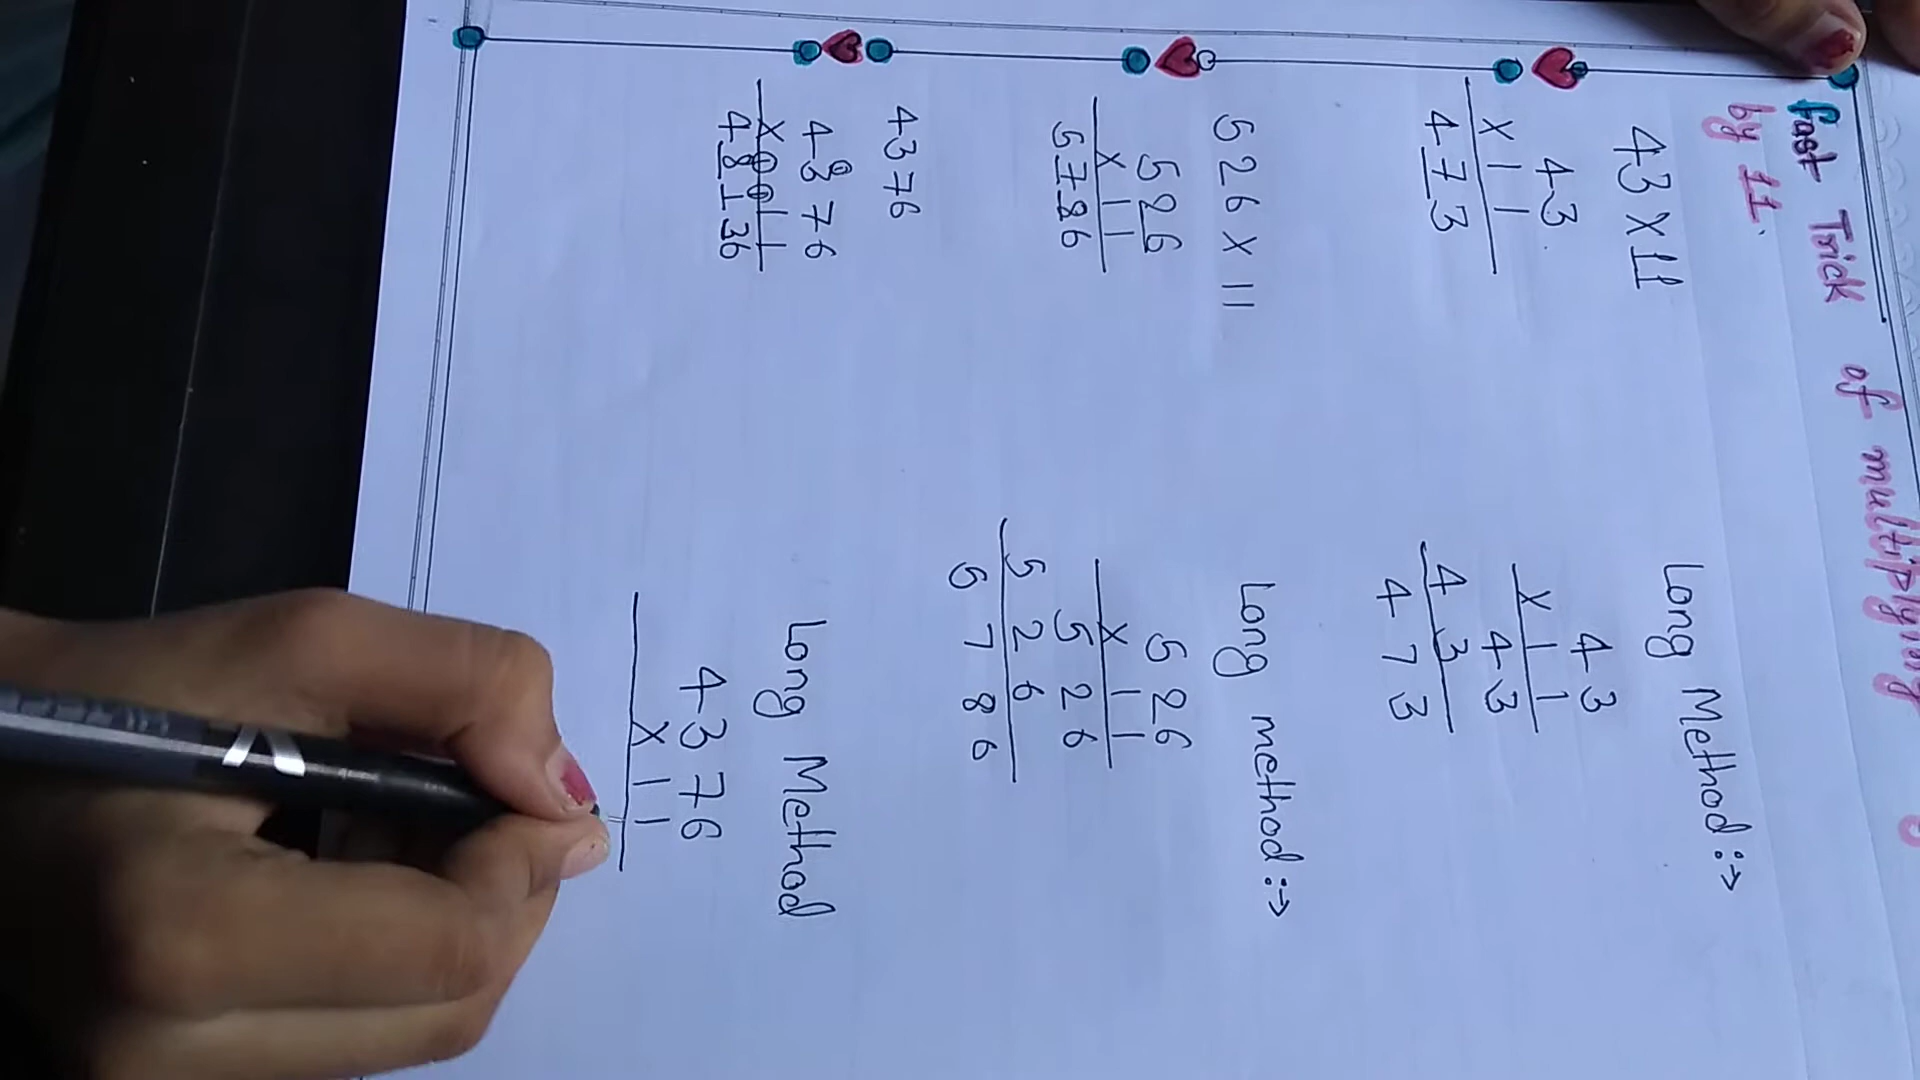 fast Trick of multiplying
by 11.
43 x 11
43
x 11
473
Long Method :->
43
x 11
43
43
473
526 x 11
526
x 11
5786
Long method :->
526
x 11
526
526
5786
4376
4376
x 11
48136
Long Method
4376
x 11